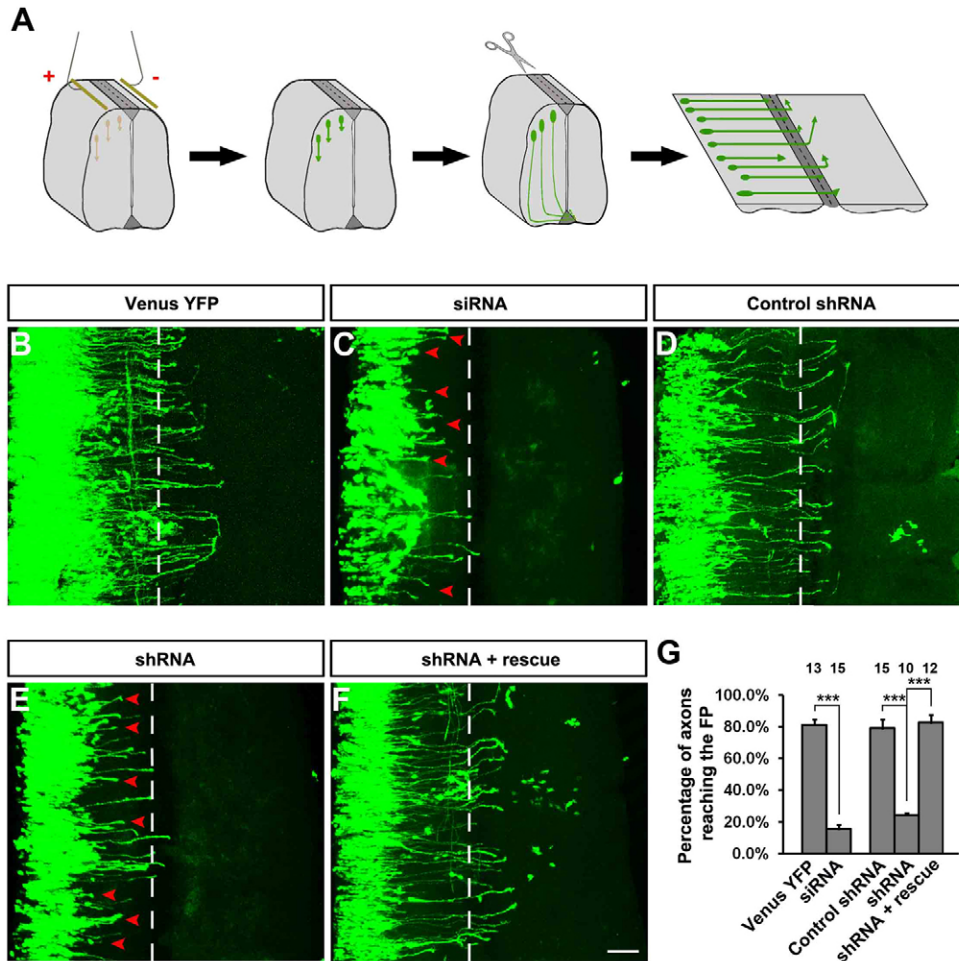 A
+ -
Venus YFP
siRNA
Control shRNA
B
C
D
shRNA
shRNA + rescue
E
F
G
13 15 15 10 12
*** *** ***
100.0%
80.0%
60.0%
40.0%
20.0%
0.0%
Percentage of axons
reaching the FP
Venus YFP
siRNA
Control shRNA
shRNA
shRNA + rescue